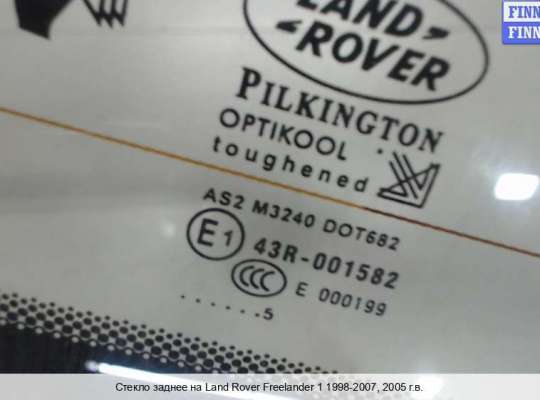 FINN
FINN
LAND
ROVER
PILKINGTON
OPTIKOOL
toughened
AS2 M3240 DOT682
E1 43R-001582
CCC E 000199
. . . . . . 5
Стекло заднее на Land Rover Freelander 1 1998-2007, 2005 г.в.